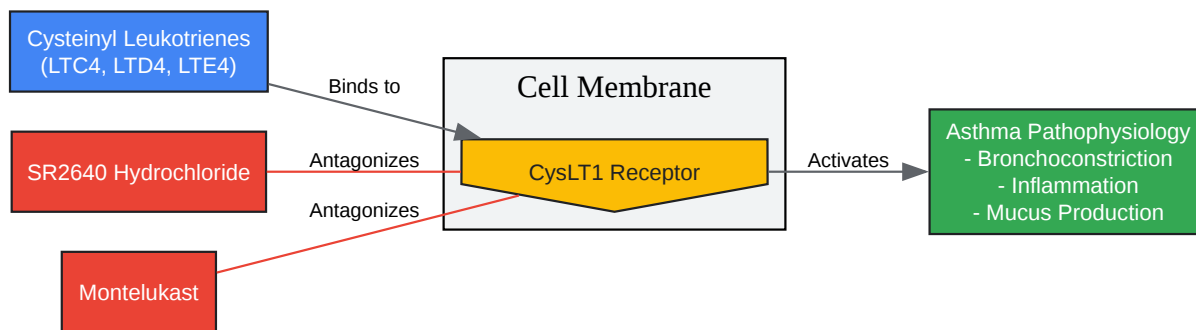 Cysteinyl Leukotrienes
(LTC4, LTD4, LTE4)
Binds to
Cell Membrane
SR2640 Hydrochloride
Antagonizes
CysLT1 Receptor
Activates
Asthma Pathophysiology
- Bronchoconstriction
- Inflammation
- Mucus Production
Antagonizes
Montelukast